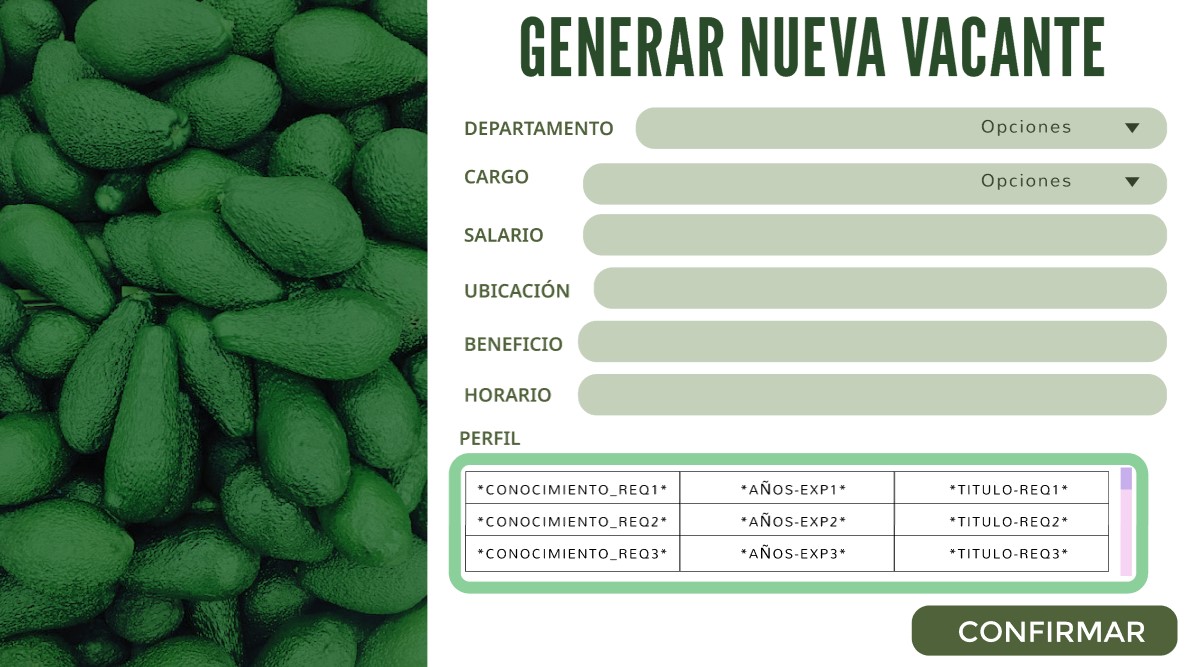 GENERAR NUEVA VACANTE
DEPARTAMENTO Opciones
CARGO Opciones
SALARIO
UBICACIÓN
BENEFICIO
HORARIO
PERFIL
*CONOCIMIENTO_REQ1* *AÑOS-EXP1* *TITULO-REQ1*
*CONOCIMIENTO_REQ2* *AÑOS-EXP2* *TITULO-REQ2*
*CONOCIMIENTO_REQ3* *AÑOS-EXP3* *TITULO-REQ3*
CONFIRMAR